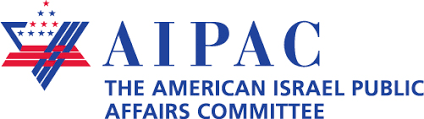 AIPAC
THE AMERICAN ISRAEL PUBLIC
AFFAIRS COMMITTEE